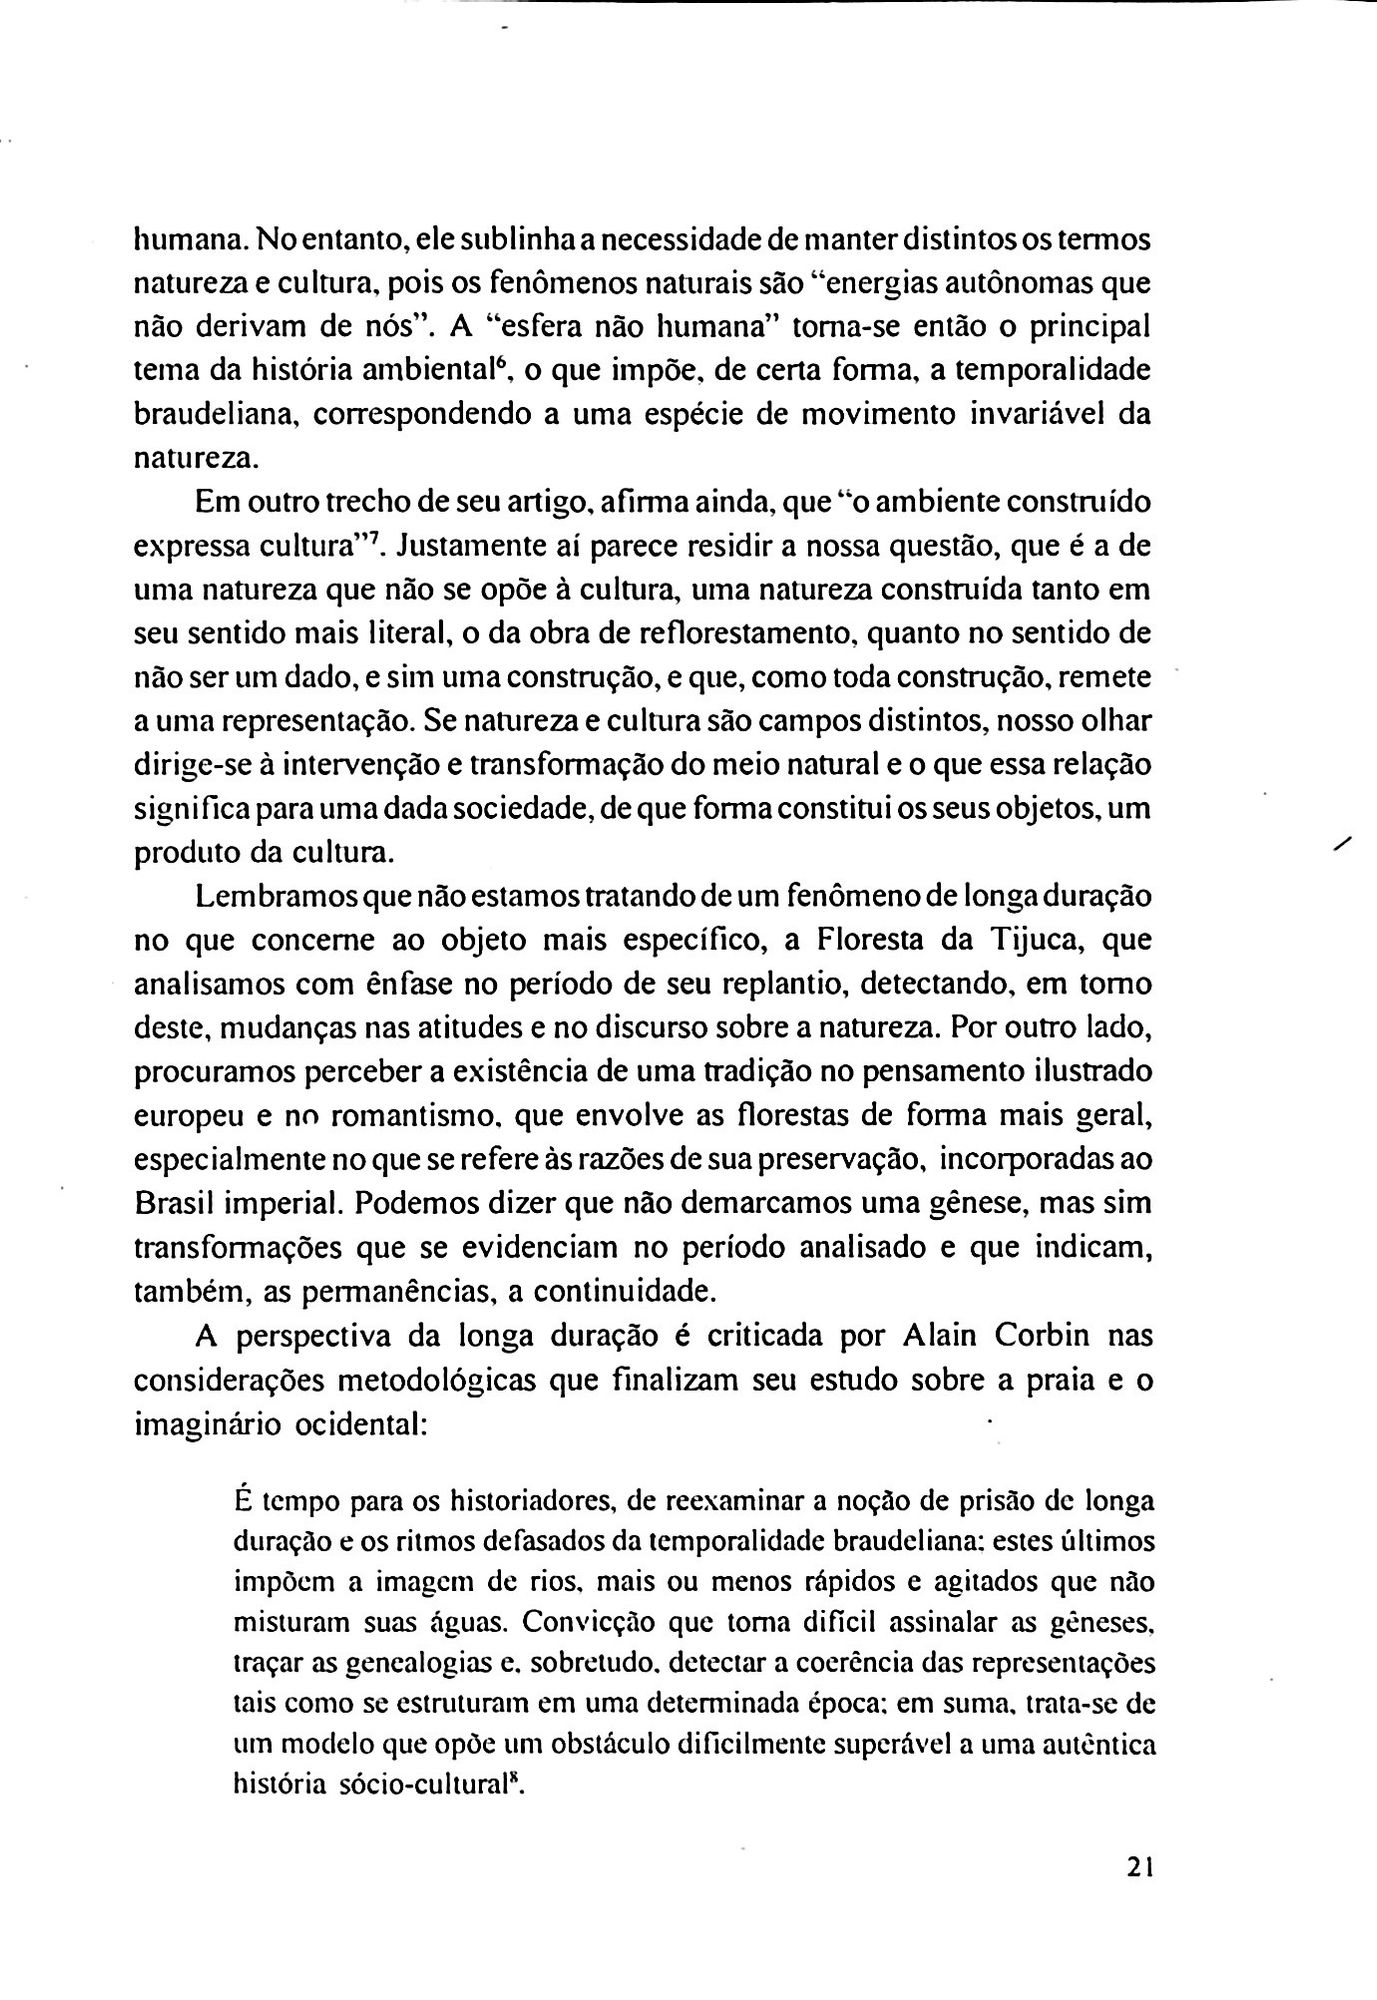 humana. No entanto, ele sublinha a necessidade de manter distintos os termos
natureza e cultura, pois os fenômenos naturais são “energias autônomas que
não derivam de nós”. A “esfera não humana” torna-se então o principal
tema da história ambiental⁶, o que impõe, de certa forma, a temporalidade
braudeliana, correspondendo a uma espécie de movimento invariável da
natureza.
Em outro trecho de seu artigo, afirma ainda, que “o ambiente construído
expressa cultura”⁷. Justamente aí parece residir a nossa questão, que é a de
uma natureza que não se opõe à cultura, uma natureza construída tanto em
seu sentido mais literal, o da obra de reflorestamento, quanto no sentido de
não ser um dado, e sim uma construção, e que, como toda construção, remete
a uma representação. Se natureza e cultura são campos distintos, nosso olhar
dirige-se à intervenção e transformação do meio natural e o que essa relação
significa para uma dada sociedade, de que forma constitui os seus objetos, um
produto da cultura.
Lembramos que não estamos tratando de um fenômeno de longa duração
no que concerne ao objeto mais específico, a Floresta da Tijuca, que
analisamos com ênfase no período de seu replantio, detectando, em torno
deste, mudanças nas atitudes e no discurso sobre a natureza. Por outro lado,
procuramos perceber a existência de uma tradição no pensamento ilustrado
europeu e no romantismo, que envolve as florestas de forma mais geral,
especialmente no que se refere às razões de sua preservação, incorporadas ao
Brasil imperial. Podemos dizer que não demarcamos uma gênese, mas sim
transformações que se evidenciam no período analisado e que indicam,
também, as permanências, a continuidade.
A perspectiva da longa duração é criticada por Alain Corbin nas
considerações metodológicas que finalizam seu estudo sobre a praia e o
imaginário ocidental:
É tempo para os historiadores, de reexaminar a noção de prisão de longa
duração e os ritmos defasados da temporalidade braudeliana; estes últimos
impõem a imagem de rios, mais ou menos rápidos e agitados que não
misturam suas águas. Convicção que torna difícil assinalar as gêneses,
traçar as genealogias e, sobretudo, detectar a coerência das representações
tais como se estruturam em uma determinada época; em suma, trata-se de
um modelo que opõe um obstáculo dificilmente superável a uma autêntica
história sócio-cultural⁸.
21